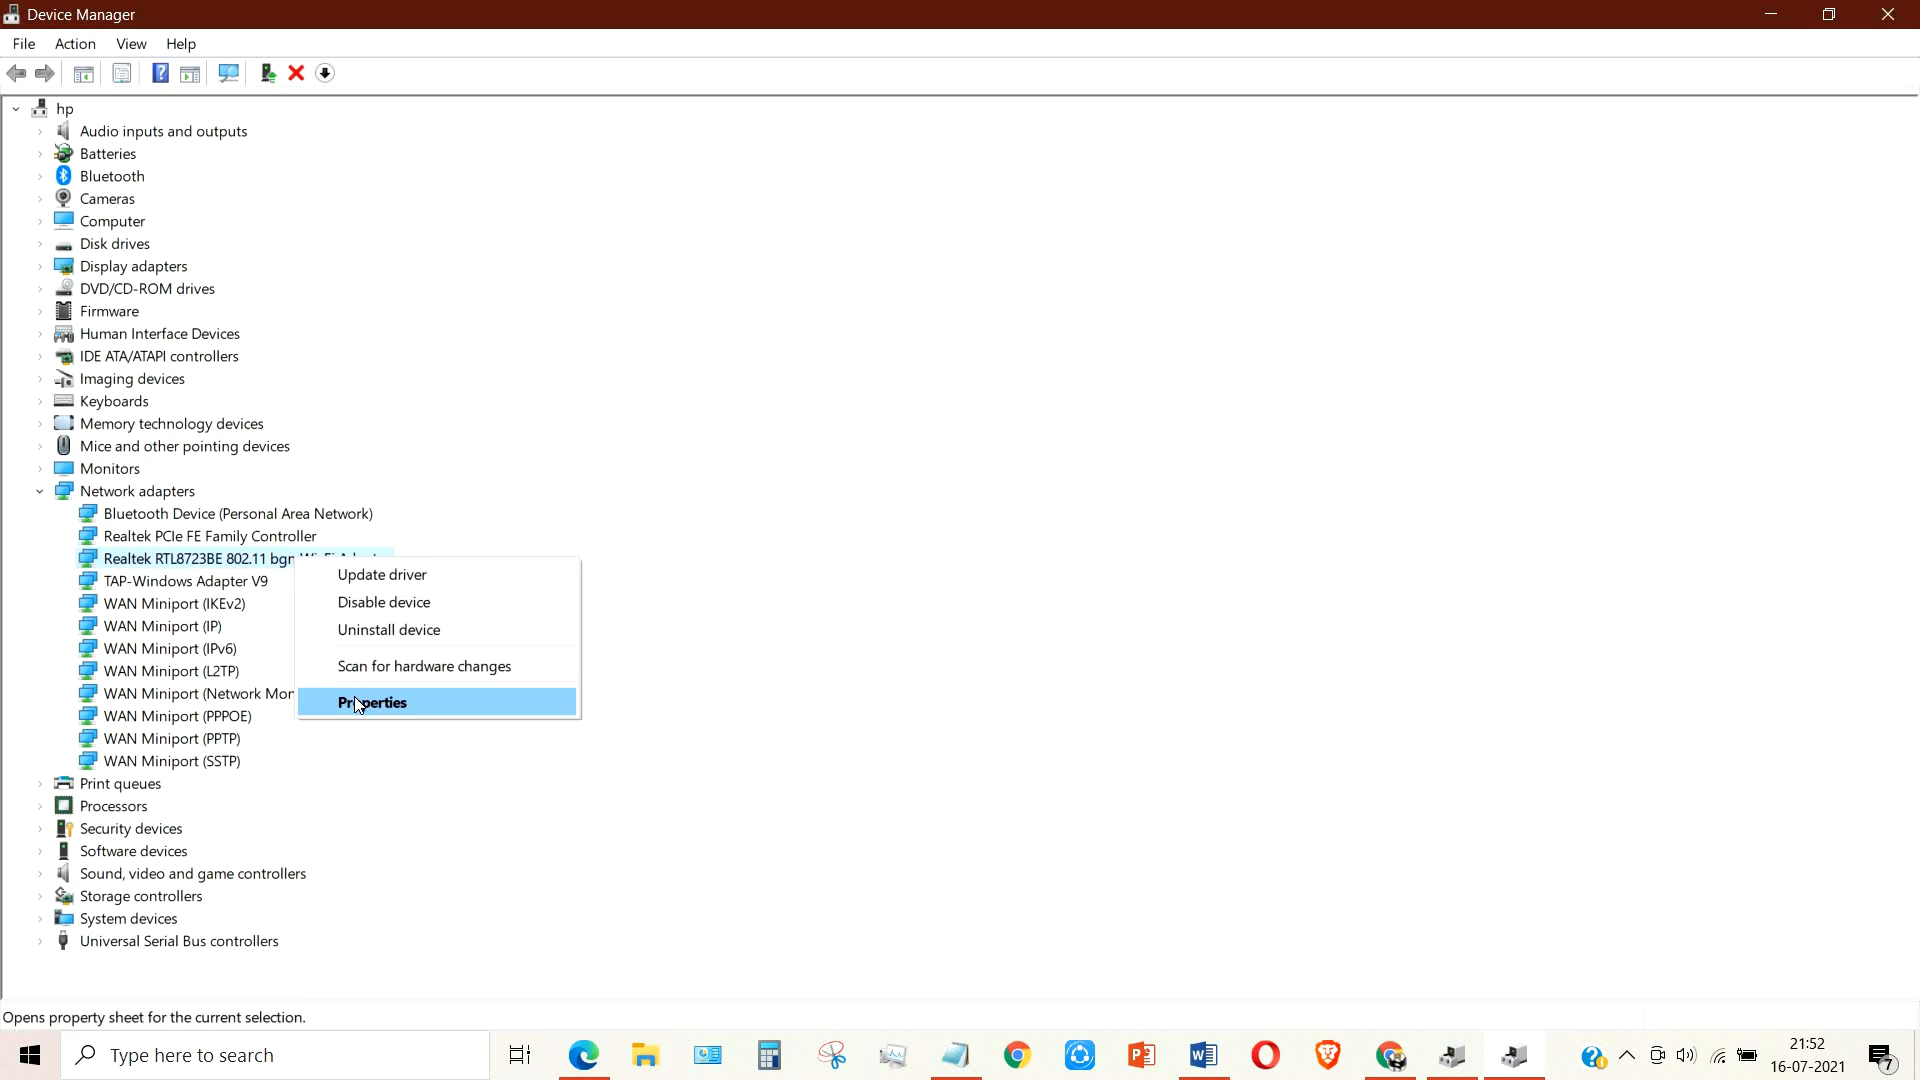 Device Manager
File Action View Help
hp
Audio inputs and outputs
Batteries
Bluetooth
Cameras
Computer
Disk drives
Display adapters
DVD/CD-ROM drives
Firmware
Human Interface Devices
IDE ATA/ATAPI controllers
Imaging devices
Keyboards
Memory technology devices
Mice and other pointing devices
Monitors
Network adapters
Bluetooth Device (Personal Area Network)
Realtek PCIe FE Family Controller
Realtek RTL8723BE 802.11 bgn
TAP-Windows Adapter V9
WAN Miniport (IKEv2)
WAN Miniport (IP)
WAN Miniport (IPv6)
WAN Miniport (L2TP)
WAN Miniport (Network Mon
WAN Miniport (PPPOE)
WAN Miniport (PPTP)
WAN Miniport (SSTP)
Update driver
Disable device
Uninstall device
Scan for hardware changes
Properties
Print queues
Processors
Security devices
Software devices
Sound, video and game controllers
Storage controllers
System devices
Universal Serial Bus controllers
Opens property sheet for the current selection.
Type here to search
21:52
16-07-2021
7